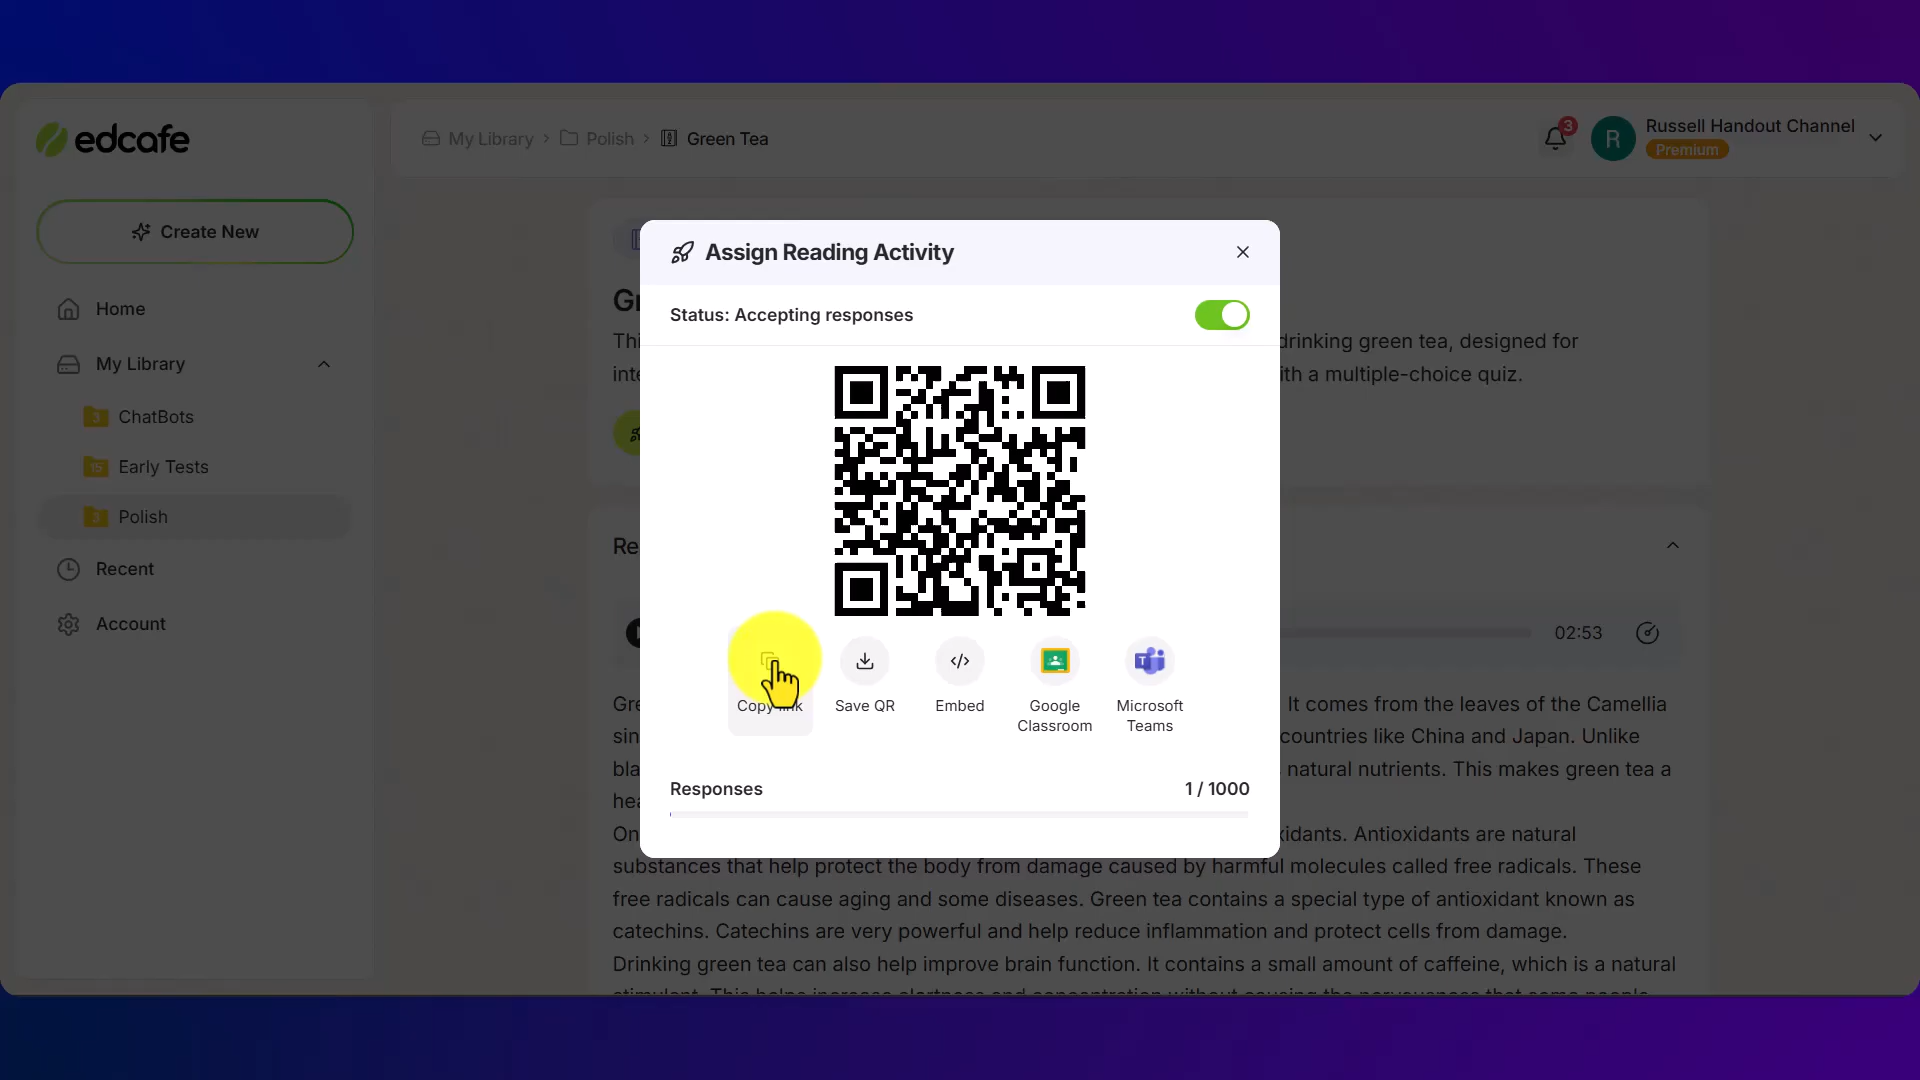 edcafe
My Library > Polish > Green Tea
3
R
Russell Handout Channel
Premium
Create New
Home
My Library
3 ChatBots
15 Early Tests
3 Polish
Recent
Account
Assign Reading Activity
Status: Accepting responses
drinking green tea, designed for
with a multiple-choice quiz.
Copy link
Save QR
Embed
Google
Classroom
Microsoft
Teams
Responses
1 / 1000
02:53
It comes from the leaves of the Camellia
countries like China and Japan. Unlike
natural nutrients. This makes green tea a
Antioxidants are natural
substances that help protect the body from damage caused by harmful molecules called free radicals. These
free radicals can cause aging and some diseases. Green tea contains a special type of antioxidant known as
catechins. Catechins are very powerful and help reduce inflammation and protect cells from damage.
Drinking green tea can also help improve brain function. It contains a small amount of caffeine, which is a natural